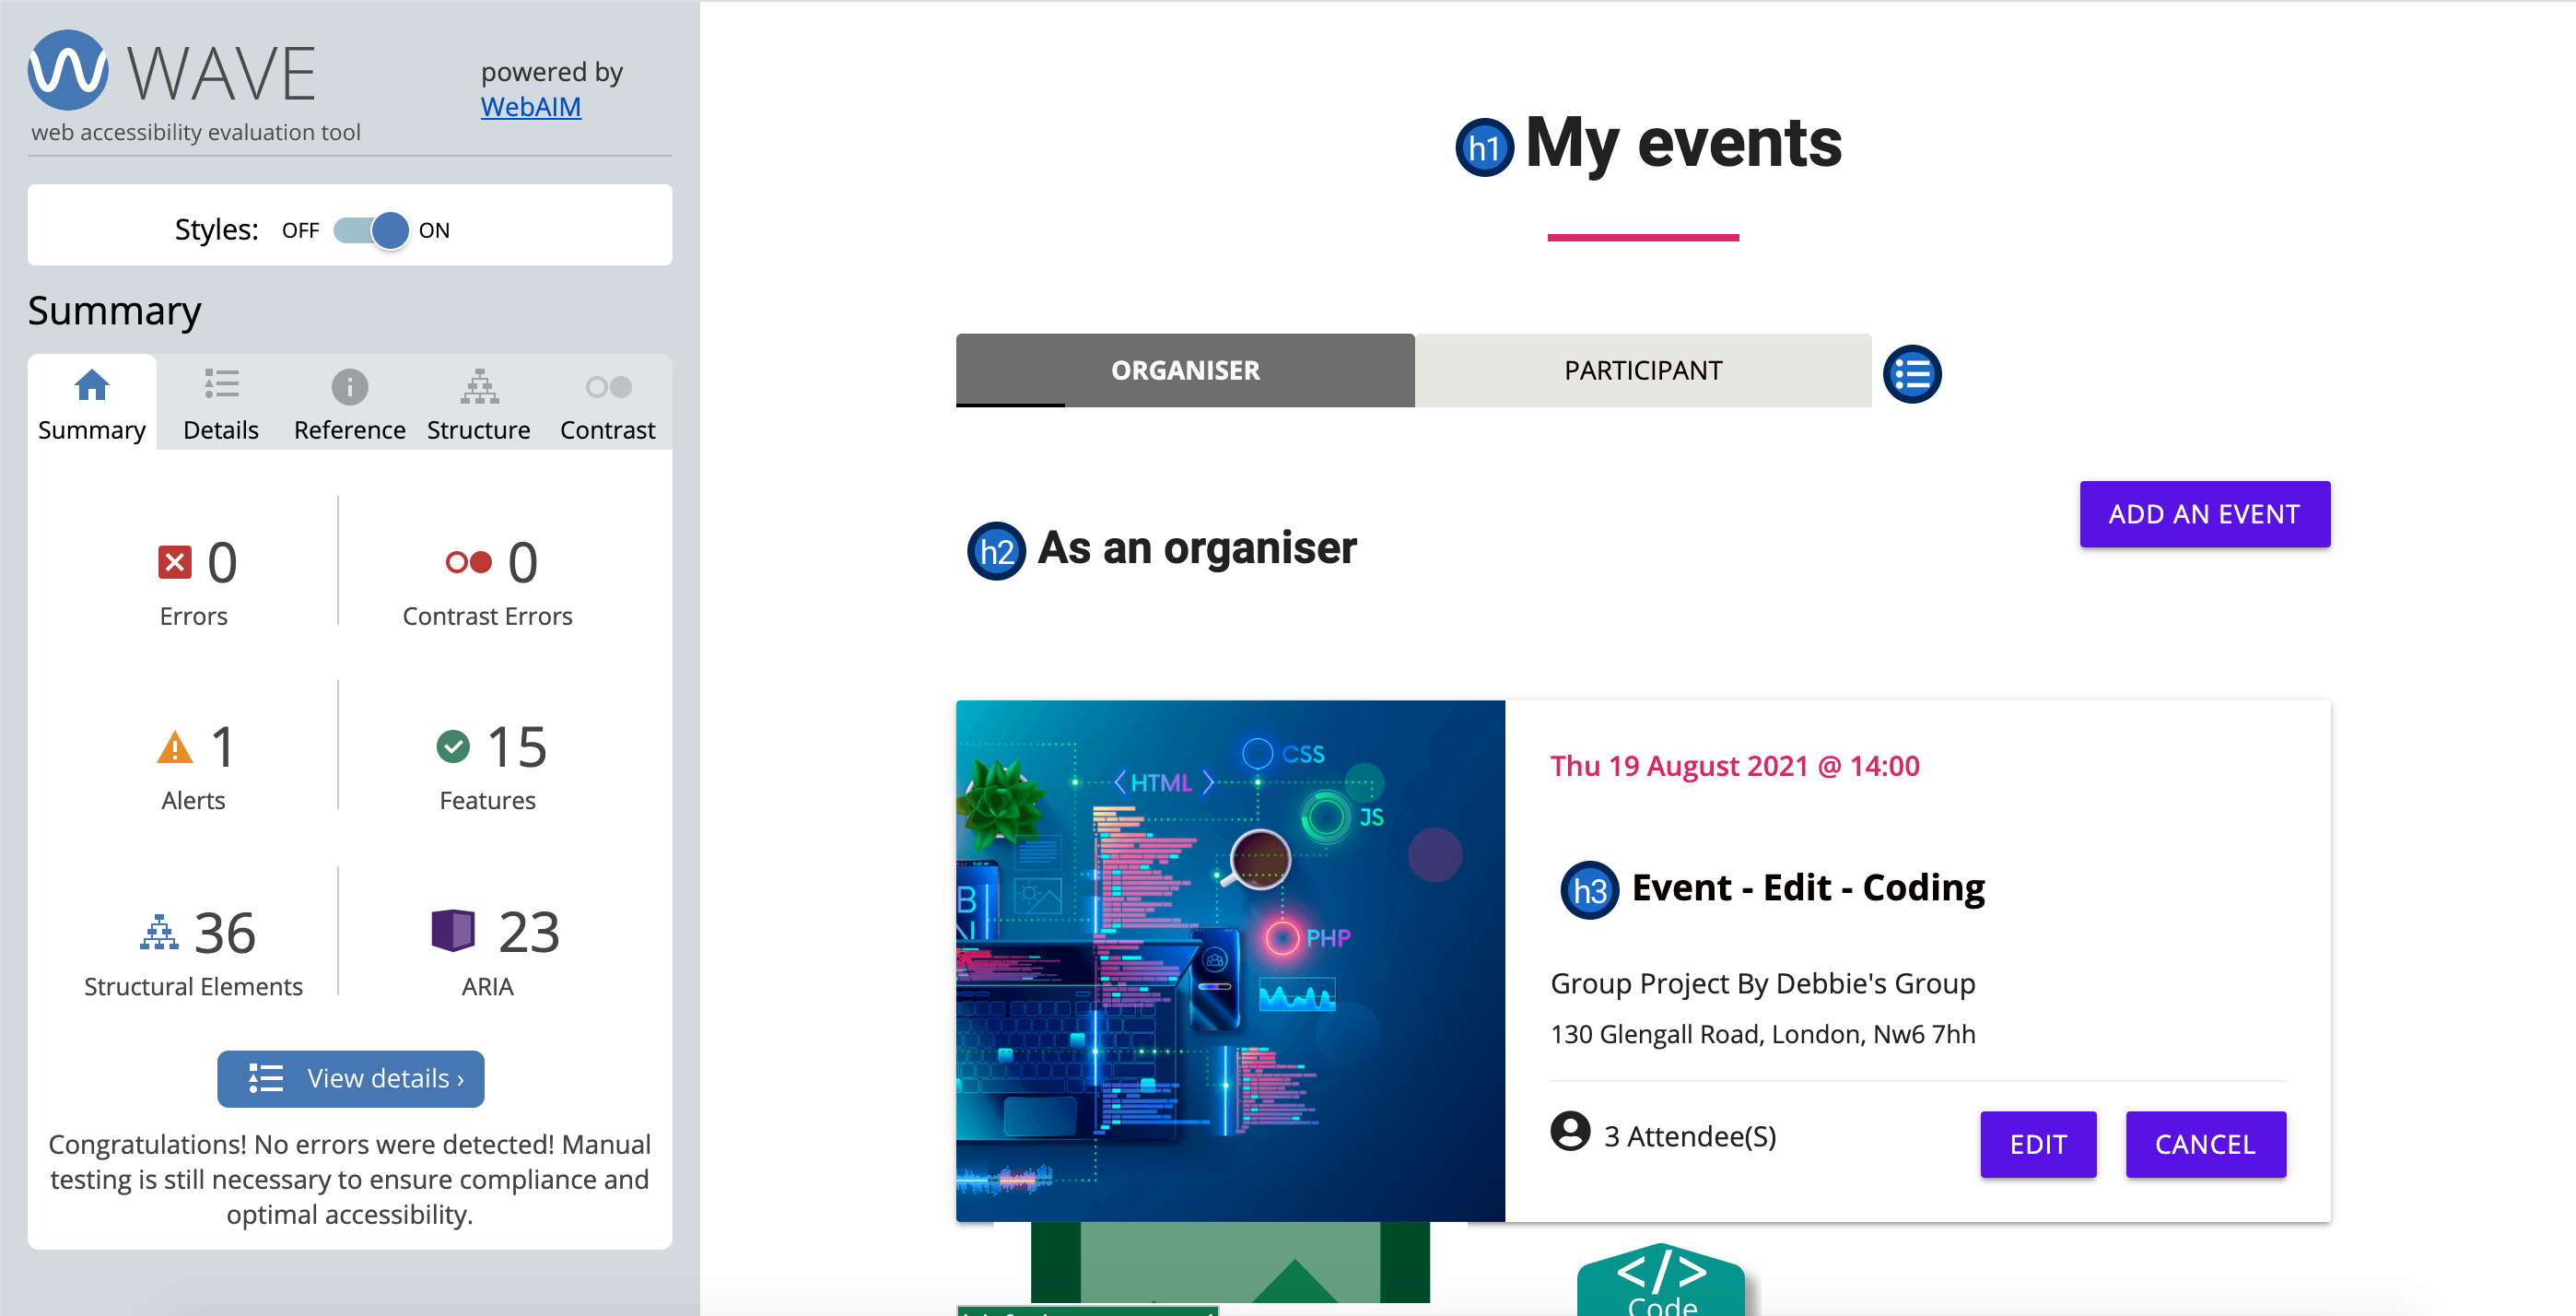 WAVE
powered by
WebAIM
web accessibility evaluation tool
Styles: OFF ON
Summary
Summary Details Reference Structure Contrast
0 Errors
0 Contrast Errors
1 Alerts
15 Features
36 Structural Elements
23 ARIA
View details ›
Congratulations! No errors were detected! Manual
testing is still necessary to ensure compliance and
optimal accessibility.
h1 My events
ORGANISER PARTICIPANT
ADD AN EVENT
h2 As an organiser
CSS
< HTML >
JS
PHP
Thu 19 August 2021 @ 14:00
h3 Event - Edit - Coding
Group Project By Debbie's Group
130 Glengall Road, London, Nw6 7hh
3 Attendee(S)
EDIT CANCEL
</>
Code